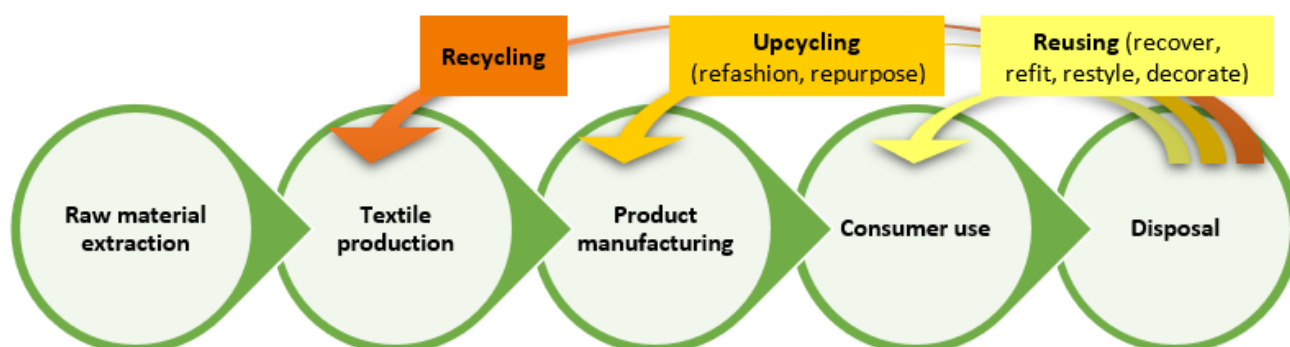 Recycling
Upcycling
(refashion, repurpose)
Reusing (recover,
refit, restyle, decorate)
Raw material
extraction
Textile
production
Product
manufacturing
Consumer use
Disposal